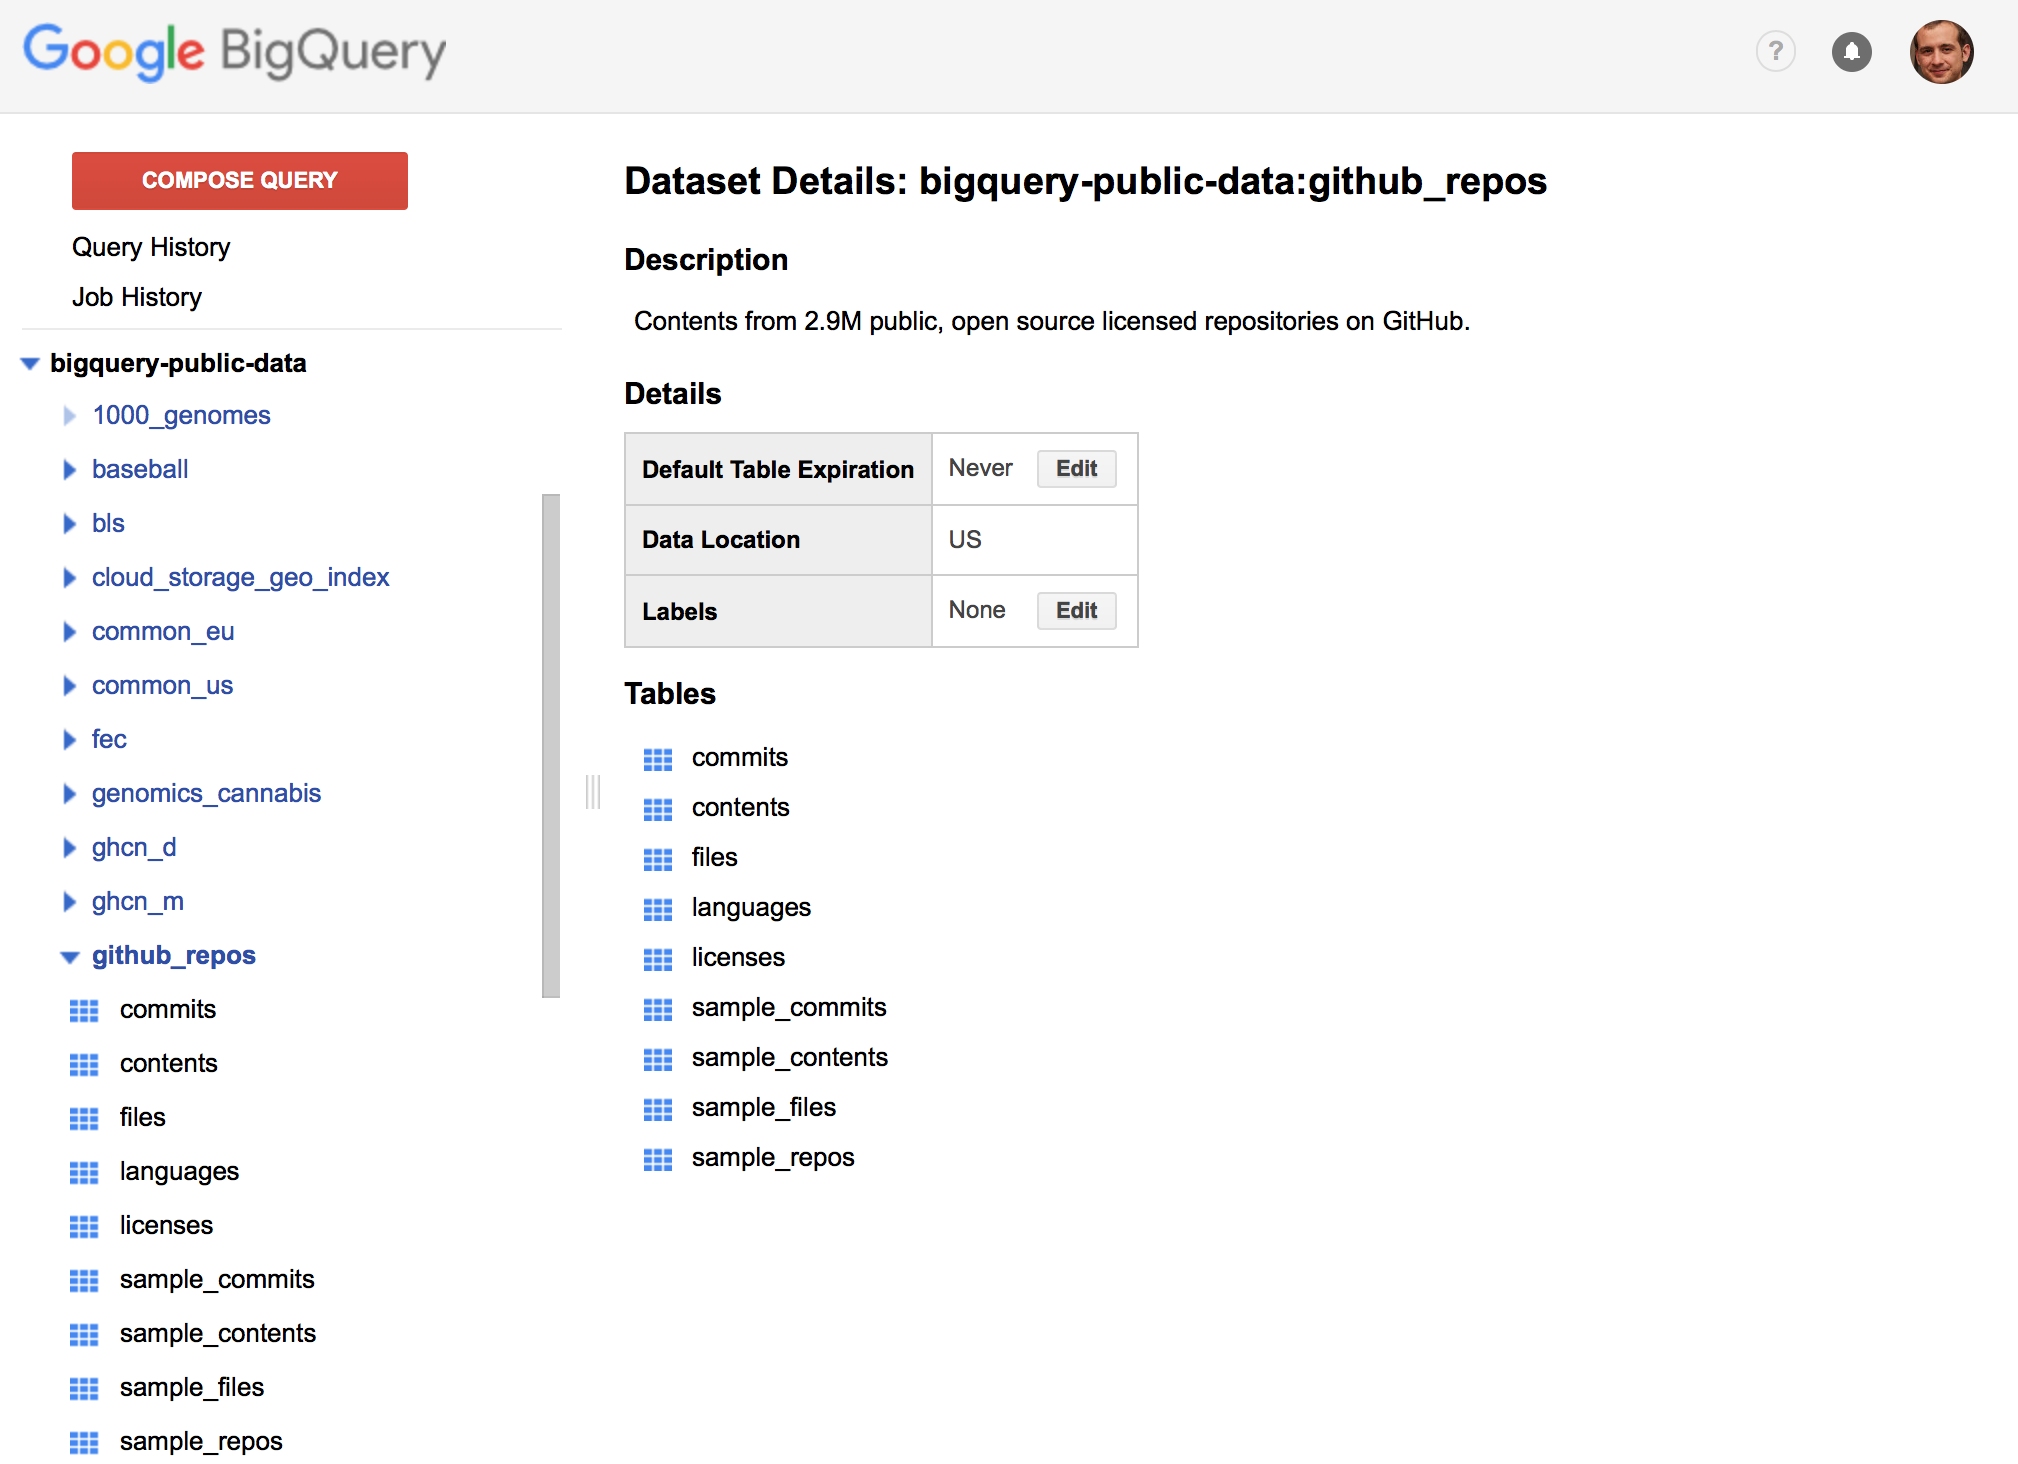 Google BigQuery
?
COMPOSE QUERY
Query History
Job History
bigquery-public-data
1000_genomes
baseball
bls
cloud_storage_geo_index
common_eu
common_us
fec
genomics_cannabis
ghcn_d
ghcn_m
github_repos
commits
contents
files
languages
licenses
sample_commits
sample_contents
sample_files
sample_repos
Dataset Details: bigquery-public-data:github_repos
Description
Contents from 2.9M public, open source licensed repositories on GitHub.
Details
Default Table Expiration Never Edit
Data Location US
Labels None Edit
Tables
commits
contents
files
languages
licenses
sample_commits
sample_contents
sample_files
sample_repos